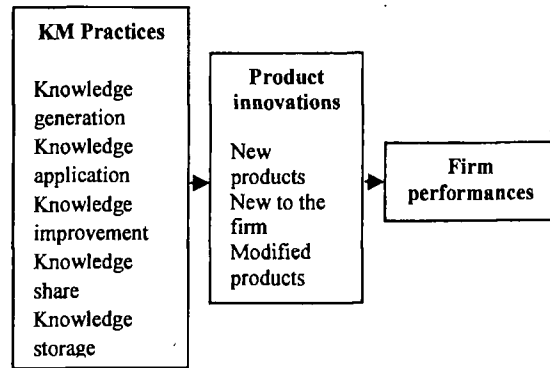 KM Practices
Knowledge
generation
Knowledge
application
Knowledge
improvement
Knowledge
share
Knowledge
storage
Product
innovations
New
products
New to the
firm
Modified
products
Firm
performances